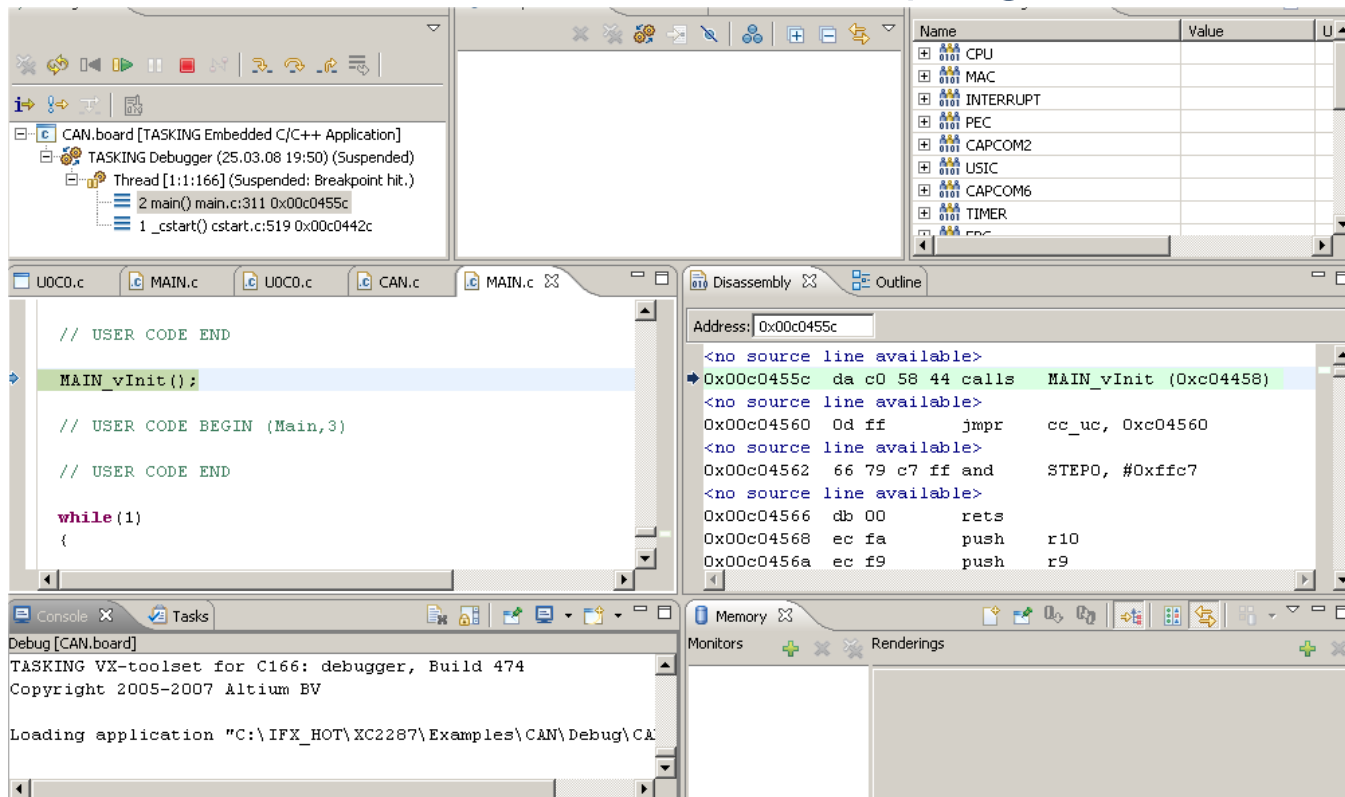 CAN.board [TASKING Embedded C/C++ Application]
TASKING Debugger (25.03.08 19:50) (Suspended)
Thread [1:1:166] (Suspended: Breakpoint hit.)
2 main() main.c:311 0x00c0455c
1 _cstart() cstart.c:519 0x00c0442c
Name Value U
CPU
MAC
INTERRUPT
PEC
CAPCOM2
USIC
CAPCOM6
TIMER
U0C0.c MAIN.c U0C0.c CAN.c MAIN.c
// USER CODE END
MAIN_vInit();
// USER CODE BEGIN (Main,3)
// USER CODE END
while(1)
{
Disassembly Outline
Address: 0x00c0455c
<no source line available>
0x00c0455c da c0 58 44 calls MAIN_vInit (0xc04458)
<no source line available>
0x00c04560 0d ff jmpr cc_uc, 0xc04560
<no source line available>
0x00c04562 66 79 c7 ff and STEP0, #0xffc7
<no source line available>
0x00c04566 db 00 rets
0x00c04568 ec fa push r10
0x00c0456a ec f9 push r9
Console Tasks
Debug [CAN.board]
TASKING VX-toolset for C166: debugger, Build 474
Copyright 2005-2007 Altium BV
Loading application "C:\IFX_HOT\XC2287\Examples\CAN\Debug\CA
Memory
Monitors Renderings